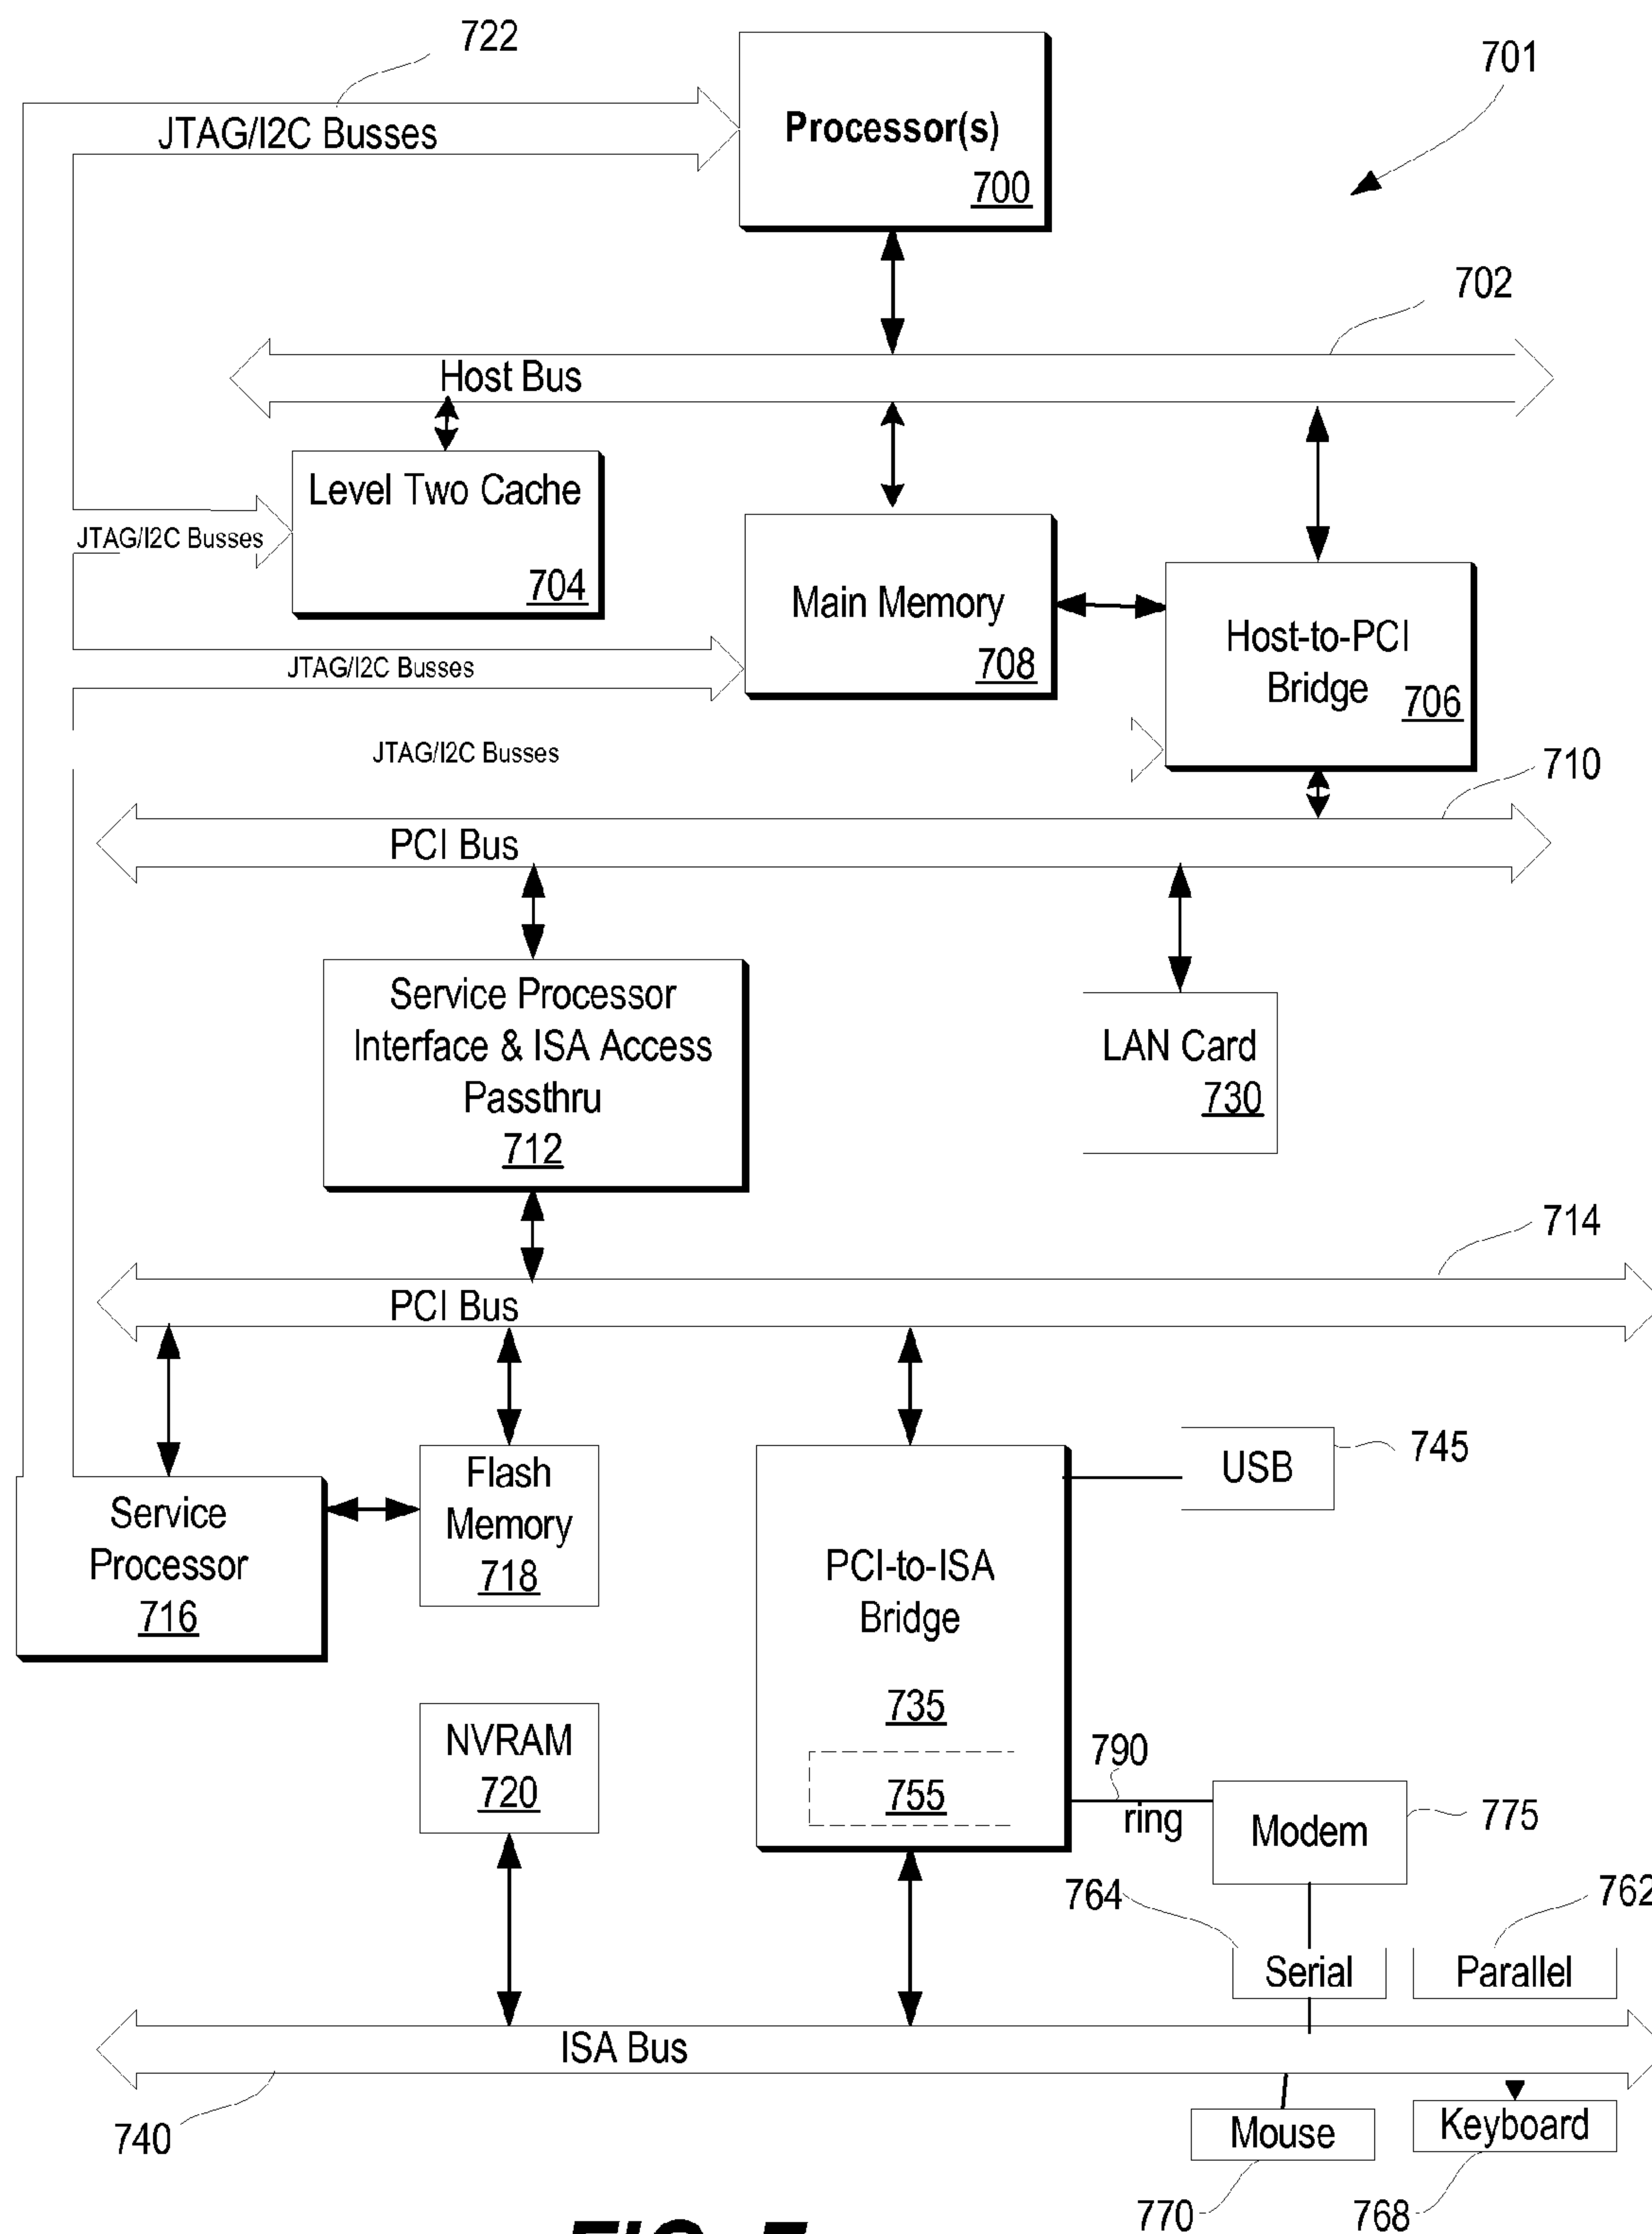 722
701
JTAG/I2C Busses
Processor(s)
700
702
Host Bus
Level Two Cache
704
JTAG/I2C Busses
Main Memory
708
Host-to-PCI
Bridge
706
JTAG/I2C Busses
JTAG/I2C Busses
710
PCI Bus
Service Processor
Interface & ISA Access
Passthru
712
LAN Card
730
714
PCI Bus
Service
Processor
716
Flash
Memory
718
USB
745
PCI-to-ISA
Bridge
735
755
NVRAM
720
790
ring
Modem
775
764
762
Serial
Parallel
ISA Bus
740
Mouse
Keyboard
770
768